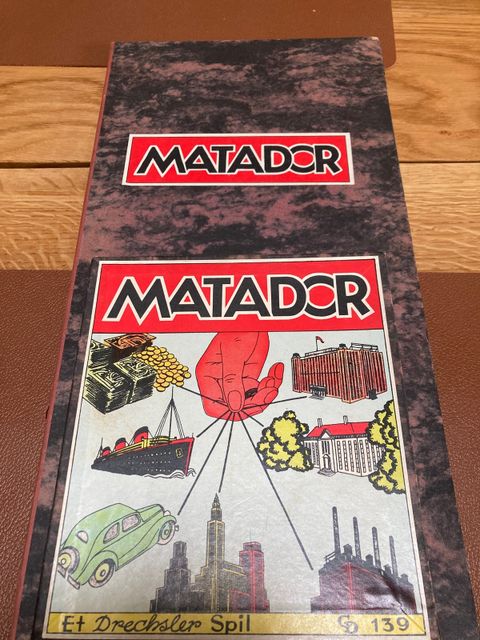 MATADOR
MATADOR
Et Drechsler Spil 139